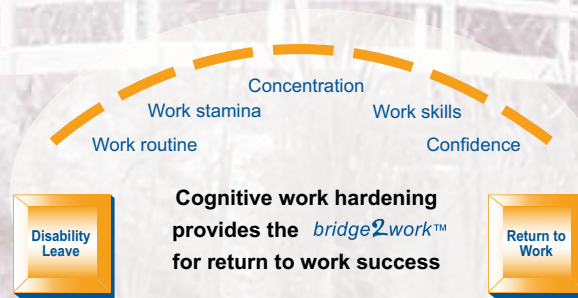 Concentration
Work stamina
Work skills
Work routine
Confidence
Disability
Leave
Cognitive work hardening
provides the bridge2work™
for return to work success
Return to
Work